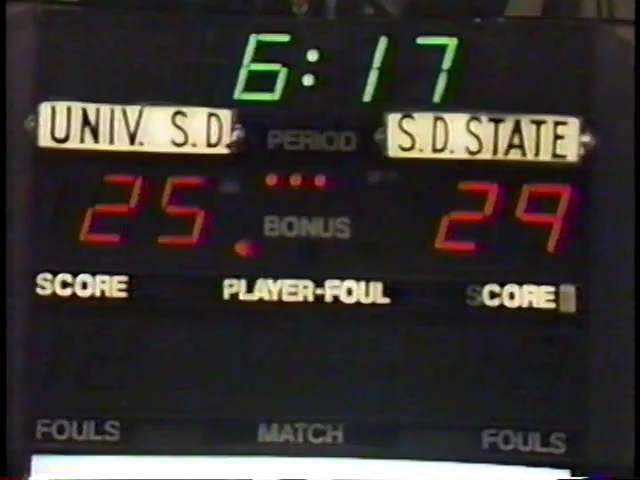 6:17
UNIV. S.D. PERIOD S.D. STATE
25 BONUS 29
SCORE PLAYER-FOUL SCORE
FOULS MATCH FOULS